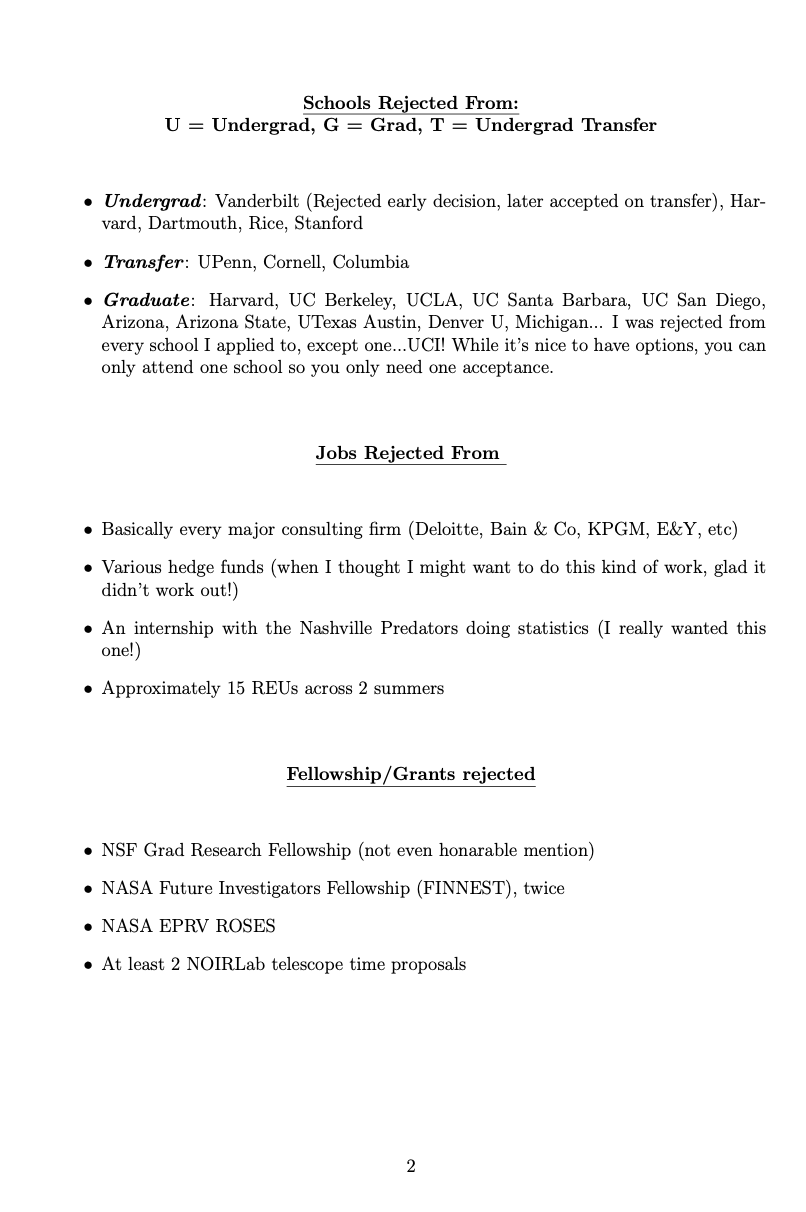 Schools Rejected From:
U = Undergrad, G = Grad, T = Undergrad Transfer
• Undergrad: Vanderbilt (Rejected early decision, later accepted on transfer), Har-
vard, Dartmouth, Rice, Stanford
• Transfer: UPenn, Cornell, Columbia
• Graduate: Harvard, UC Berkeley, UCLA, UC Santa Barbara, UC San Diego,
Arizona, Arizona State, UTexas Austin, Denver U, Michigan... I was rejected from
every school I applied to, except one...UCI! While it's nice to have options, you can
only attend one school so you only need one acceptance.
Jobs Rejected From
• Basically every major consulting firm (Deloitte, Bain & Co, KPGM, E&Y, etc)
• Various hedge funds (when I thought I might want to do this kind of work, glad it
didn't work out!)
• An internship with the Nashville Predators doing statistics (I really wanted this
one!)
• Approximately 15 REUs across 2 summers
Fellowship/Grants rejected
• NSF Grad Research Fellowship (not even honarable mention)
• NASA Future Investigators Fellowship (FINNEST), twice
• NASA EPRV ROSES
• At least 2 NOIRLab telescope time proposals
2